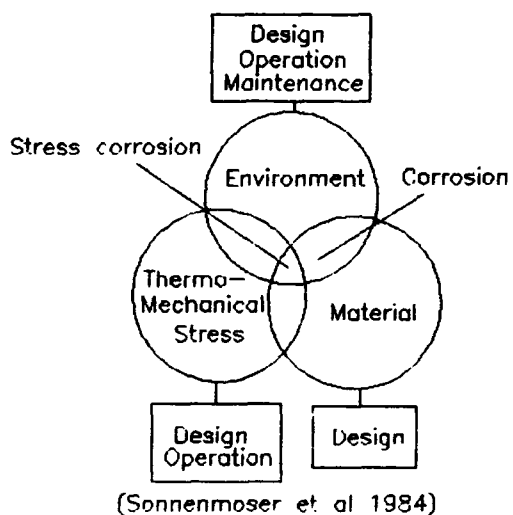 Design
Operation
Maintenance
Stress corrosion
Environment
Corrosion
Thermo-
Mechanical
Stress
Material
Design
Operation
Design
(Sonnenmoser et al 1984)